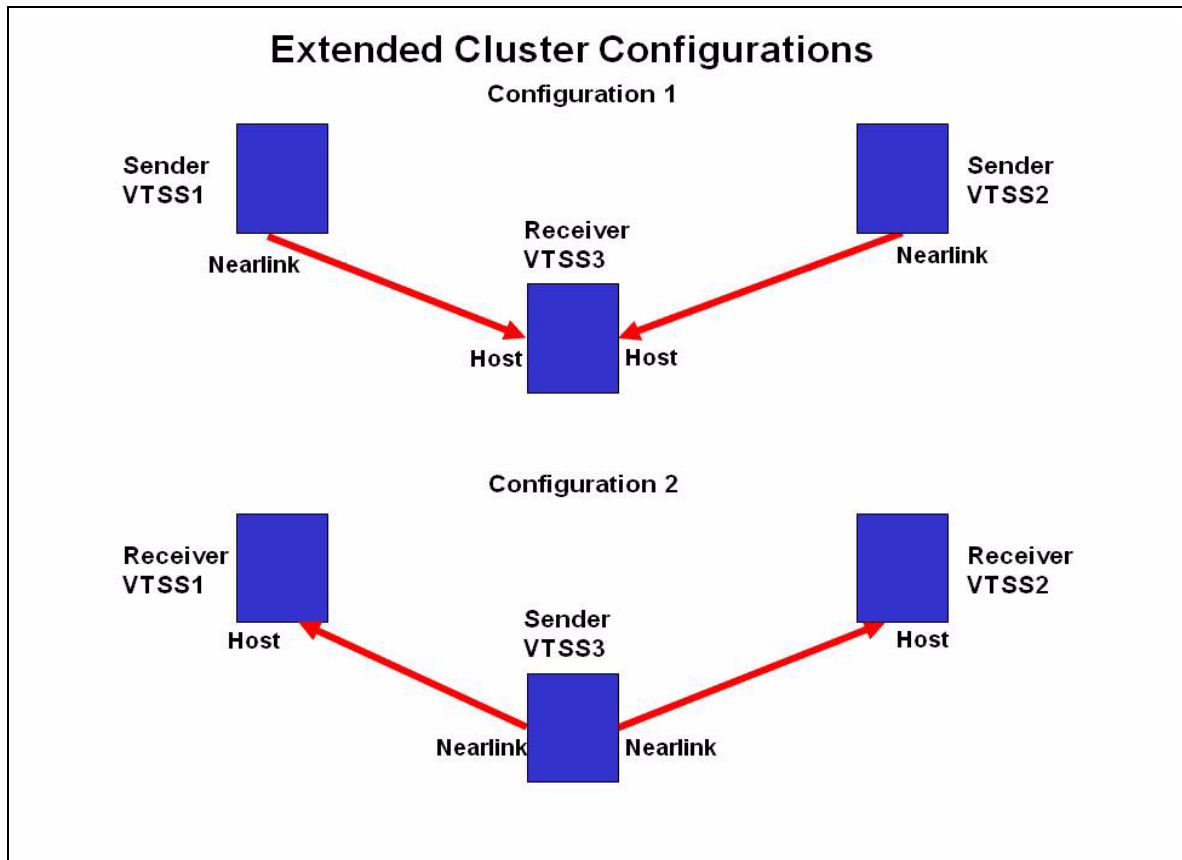 Extended Cluster Configurations
Configuration 1
Sender
VTSS1
Sender
VTSS2
Receiver
VTSS3
Nearlink
Nearlink
Host
Host
Configuration 2
Receiver
VTSS1
Receiver
VTSS2
Sender
VTSS3
Host
Host
Nearlink
Nearlink